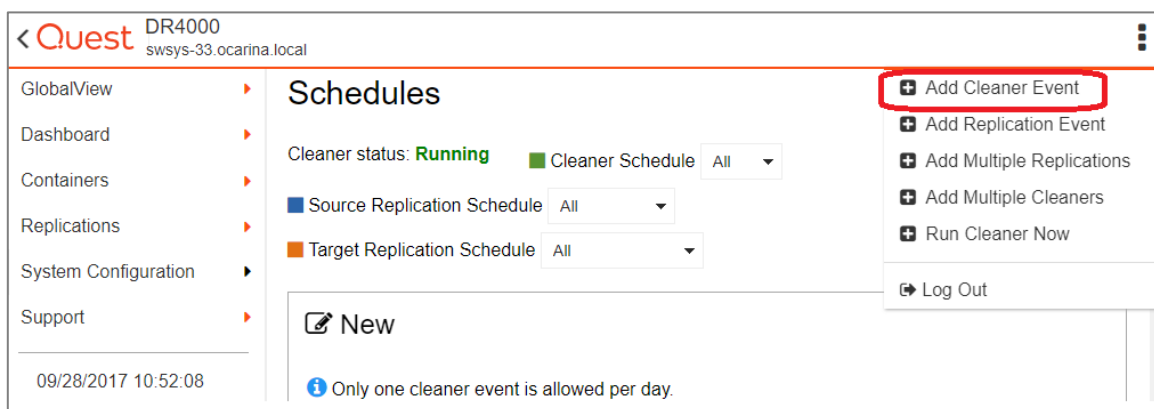 Quest DR4000
swsys-33.ocarina.local
GlobalView
Dashboard
Containers
Replications
System Configuration
Support
09/28/2017 10:52:08
Schedules
Cleaner status: Running Cleaner Schedule All
Source Replication Schedule All
Target Replication Schedule All
New
Only one cleaner event is allowed per day.
Add Cleaner Event
Add Replication Event
Add Multiple Replications
Add Multiple Cleaners
Run Cleaner Now
Log Out